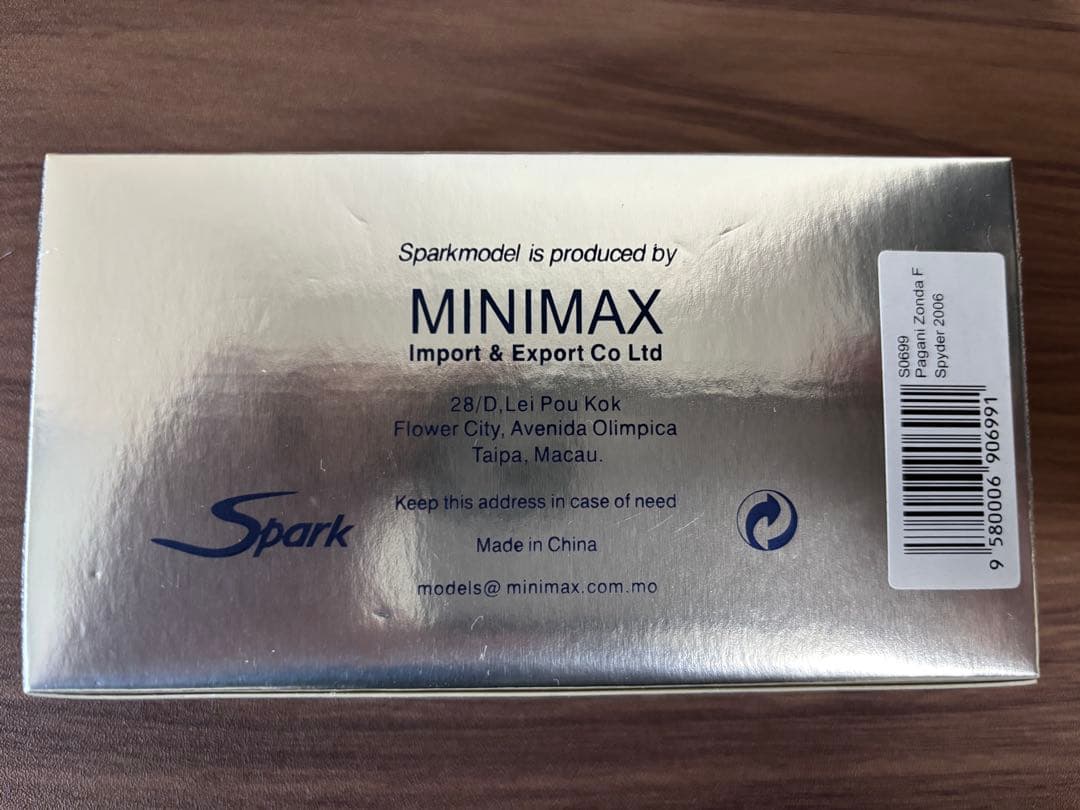 Sparkmodel is produced by
MINIMAX
Import & Export Co Ltd
28/D,Lei Pou Kok
Flower City, Avenida Olimpica
Taipa, Macau.
Keep this address in case of need
Made in China
models@ minimax.com.mo
Spark
S0699
Pagani Zonda F
Spyder 2006
9 580006 906991